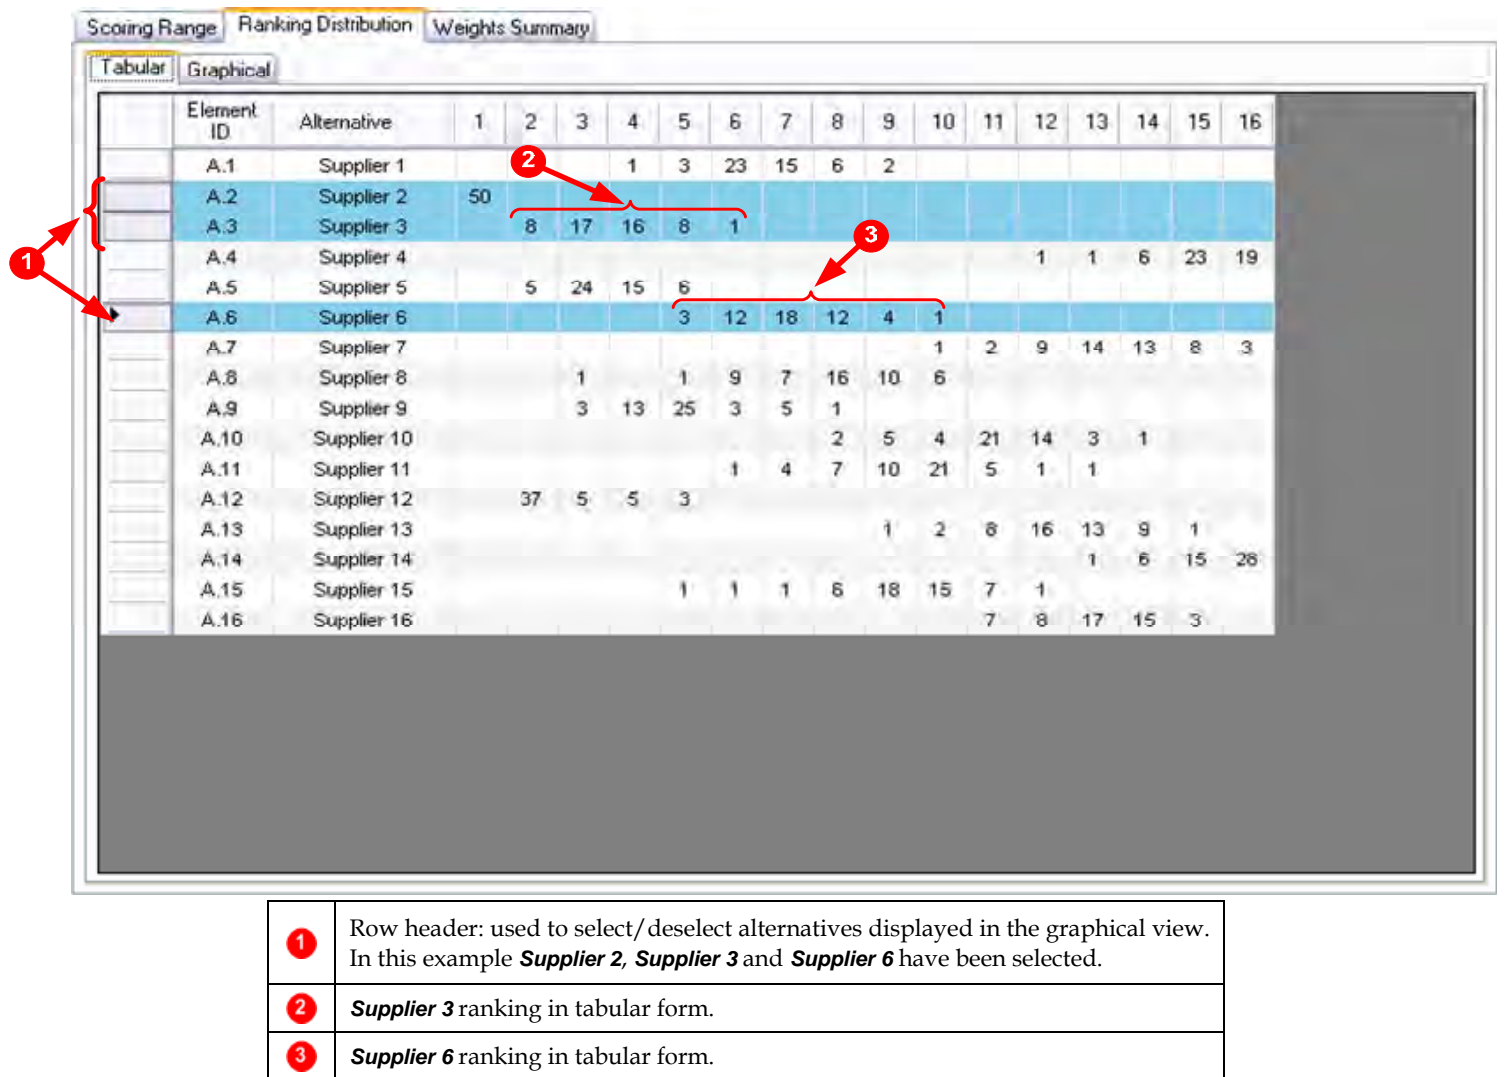 Scoring Range Ranking Distribution Weights Summary
Tabular Graphical
Element ID Alternative 1 2 3 4 5 6 7 8 9 10 11 12 13 14 15 16
A.1 Supplier 1 1 3 23 15 6 2
2
A.2 Supplier 2 50
A.3 Supplier 3 8 17 16 8 1
3
1
A.4 Supplier 4 1 1 6 23 19
A.5 Supplier 5 5 24 15 6
A.6 Supplier 6 3 12 18 12 4 1
A.7 Supplier 7 1 2 9 14 13 8 3
A.8 Supplier 8 1 1 9 7 16 10 6
A.9 Supplier 9 3 13 25 3 5 1
A.10 Supplier 10 2 5 4 21 14 3 1
A.11 Supplier 11 1 4 7 10 21 5 1 1
A.12 Supplier 12 37 5 5 3
A.13 Supplier 13 1 2 8 16 13 9 1
A.14 Supplier 14 1 6 15 28
A.15 Supplier 15 1 1 1 6 18 15 7 1
A.16 Supplier 16 7 8 17 15 3
1 Row header: used to select/deselect alternatives displayed in the graphical view.
In this example Supplier 2, Supplier 3 and Supplier 6 have been selected.
2 Supplier 3 ranking in tabular form.
3 Supplier 6 ranking in tabular form.